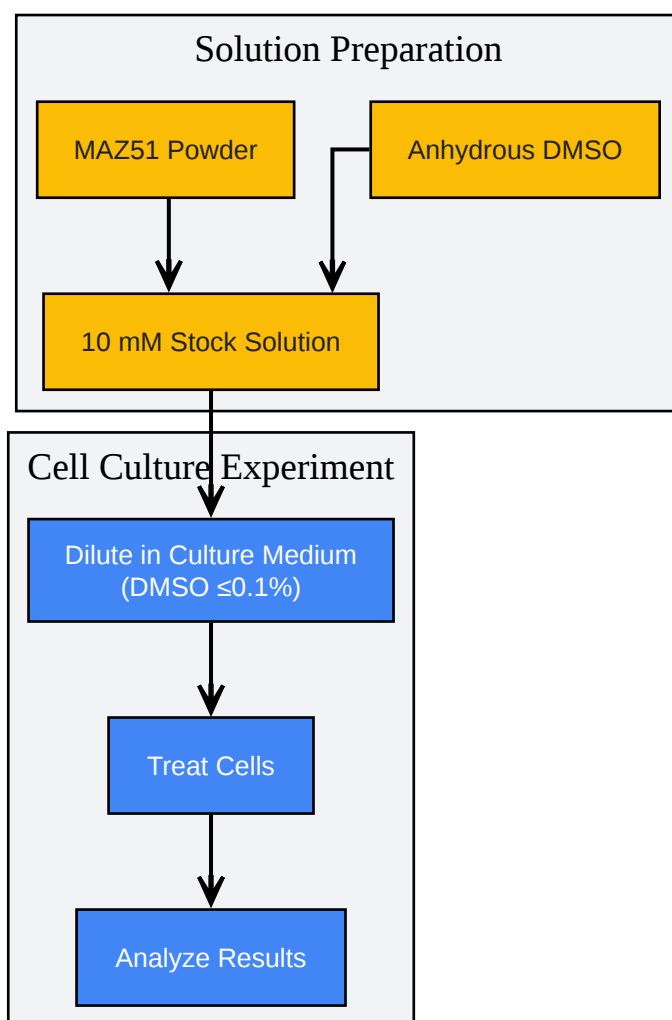 Solution Preparation
MAZ51 Powder
Anhydrous DMSO
10 mM Stock Solution
Cell Culture Experiment
Dilute in Culture Medium
(DMSO ≤0.1%)
Treat Cells
Analyze Results